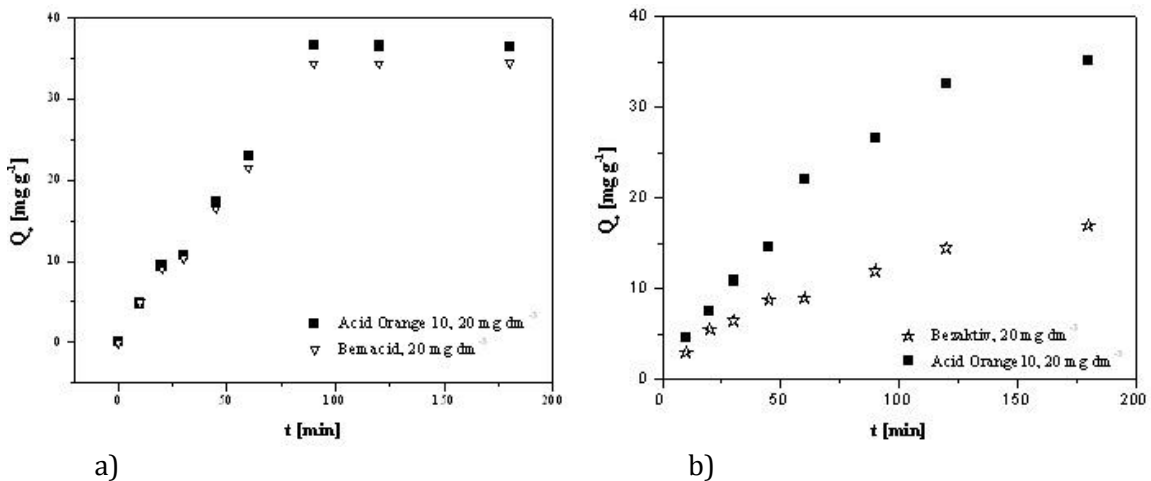 40
30
20
10
0
0
50
100
150
200
Q [mg g⁻¹]
t [min]
Acid Orange 10, 20 mg dm⁻³
Bemacid, 20 mg dm⁻³
a)
40
30
20
10
0
0
50
100
150
200
Q [mg g⁻¹]
t [min]
Bezaktiv, 20 mg dm⁻³
Acid Orange 10, 20 mg dm⁻³
b)